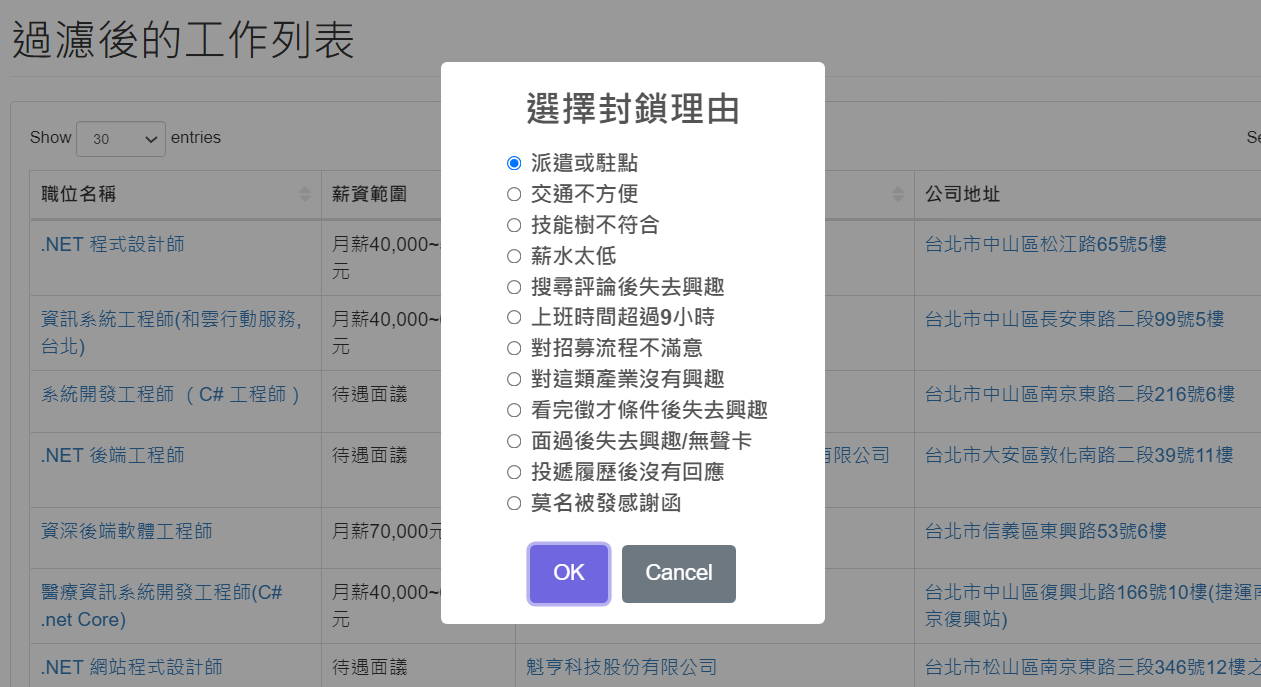 過濾後的工作列表
Show 30 entries
職位名稱 薪資範圍 公司地址
.NET 程式設計師 月薪40,000~ 元 台北市中山區松江路65號5樓
資訊系統工程師(和雲行動服務,台北) 月薪40,000~ 元 台北市中山區長安東路二段99號5樓
系統開發工程師 （ C# 工程師 ） 待遇面議 台北市中山區南京東路二段216號6樓
.NET 後端工程師 待遇面議 有限公司 台北市大安區敦化南路二段39號11樓
資深後端軟體工程師 月薪70,000元 台北市信義區東興路53號6樓
醫療資訊系統開發工程師(C# .net Core) 月薪40,000~ 元 台北市中山區復興北路166號10樓(捷運南京復興站)
.NET 網站程式設計師 待遇面議 魁亨科技股份有限公司 台北市松山區南京東路三段346號12樓之
選擇封鎖理由
派遣或駐點
交通不方便
技能樹不符合
薪水太低
搜尋評論後失去興趣
上班時間超過9小時
對招募流程不滿意
對這類產業沒有興趣
看完徵才條件後失去興趣
面過後失去興趣/無聲卡
投遞履歷後沒有回應
莫名被發感謝函
OK Cancel